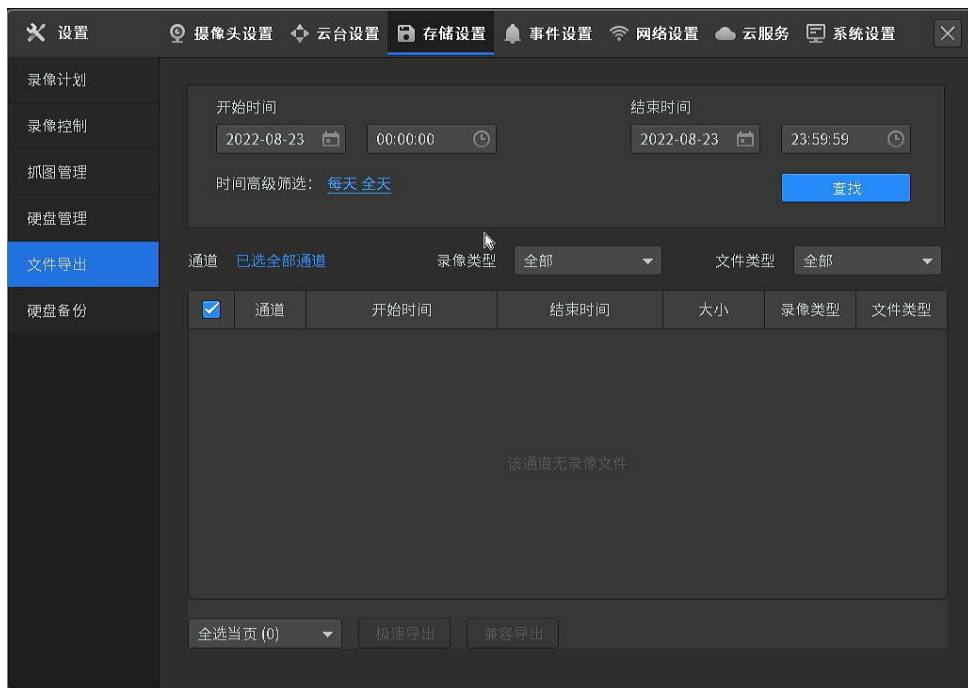 设置 摄像头设置 云台设置 存储设置 事件设置 网络设置 云服务 系统设置
录像计划
录像控制
抓图管理
硬盘管理
文件导出
硬盘备份
开始时间 结束时间
2022-08-23 00:00:00 2022-08-23 23:59:59
时间高级筛选： 每天 全天 查找
通道 已选全部通道 录像类型 全部 文件类型 全部
通道 开始时间 结束时间 大小 录像类型 文件类型
该通道无录像文件
全选当页 (0) 极速导出 兼容导出